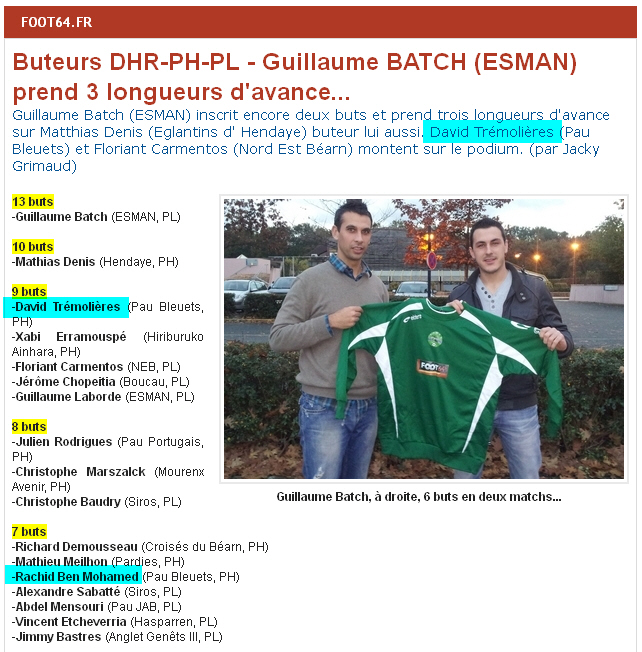 FOOT64.FR
Buteurs DHR-PH-PL - Guillaume BATCH (ESMAN)
prend 3 longueurs d'avance...
Guillaume Batch (ESMAN) inscrit encore deux buts et prend trois longueurs d'avance
sur Matthias Denis (Eglantins d' Hendaye) buteur lui aussi. David Trémolières (Pau
Bleuets) et Floriant Carmentos (Nord Est Béarn) montent sur le podium. (par Jacky
Grimaud)
13 buts
-Guillaume Batch (ESMAN, PL)
10 buts
-Mathias Denis (Hendaye, PH)
9 buts
-David Trémolières (Pau Bleuets,
PH)
-Xabi Erramouspé (Hiriburuko
Ainhara, PH)
-Floriant Carmentos (NEB, PL)
-Jérôme Chopeitia (Boucau, PL)
-Guillaume Laborde (ESMAN, PL)
8 buts
-Julien Rodrigues (Pau Portugais,
PH)
-Christophe Marszalck (Mourenx
Avenir, PH)
-Christophe Baudry (Siros, PL)
FOOT64
Guillaume Batch, à droite, 6 buts en deux matchs...
7 buts
-Richard Demousseau (Croisés du Béarn, PH)
-Mathieu Meilhon (Pardies, PH)
-Rachid Ben Mohamed (Pau Bleuets, PH)
-Alexandre Sabatté (Siros, PL)
-Abdel Mensouri (Pau JAB, PL)
-Vincent Etcheverria (Hasparren, PL)
-Jimmy Bastres (Anglet Genêts III, PL)